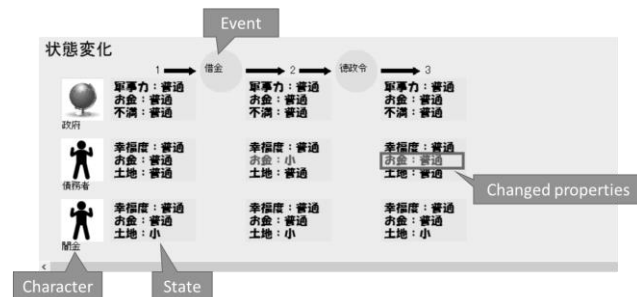 Event
状態変化
1
借金
2
徳政令
3
軍事力:普通
お金:普通
不満:普通
軍事力:普通
お金:普通
不満:普通
軍事力:普通
お金:普通
不満:普通
政府
幸福度:普通
お金:普通
土地:普通
幸福度:普通
お金:小
土地:普通
幸福度:普通
お金:普通
土地:普通
債務者
Changed properties
幸福度:普通
お金:普通
土地:小
幸福度:普通
お金:普通
土地:小
幸福度:普通
お金:普通
土地:小
闇金
<
Character
State